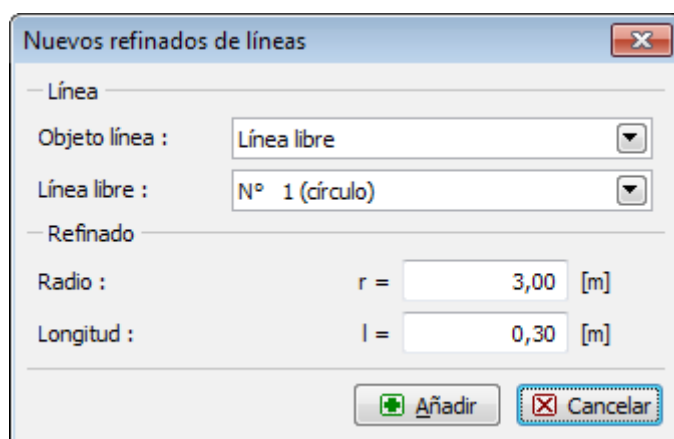 Nuevos refinados de líneas
Línea
Objeto línea : Línea libre
Línea libre : N° 1 (círculo)
Refinado
Radio : r = 3,00 [m]
Longitud : l = 0,30 [m]
Añadir Cancelar